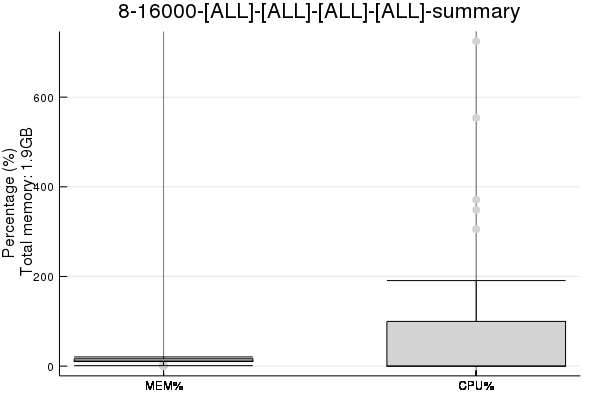 8-16000-[ALL]-[ALL]-[ALL]-[ALL]-summary
Percentage (%)
Total memory: 1.9GB
600
400
200
0
MEM%
CPU%